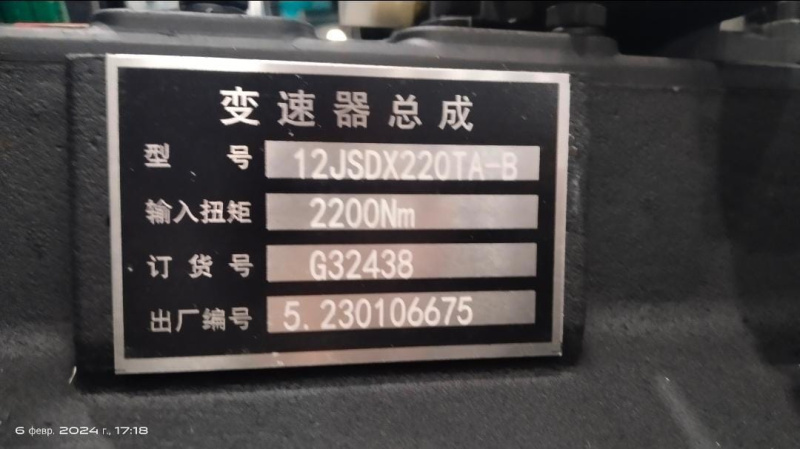 变速器总成
型 号 12JSDX220TA-B
输入扭矩 2200Nm
订货号 G32438
出厂编号 5.230106675
6 февр. 2024 г., 17:18